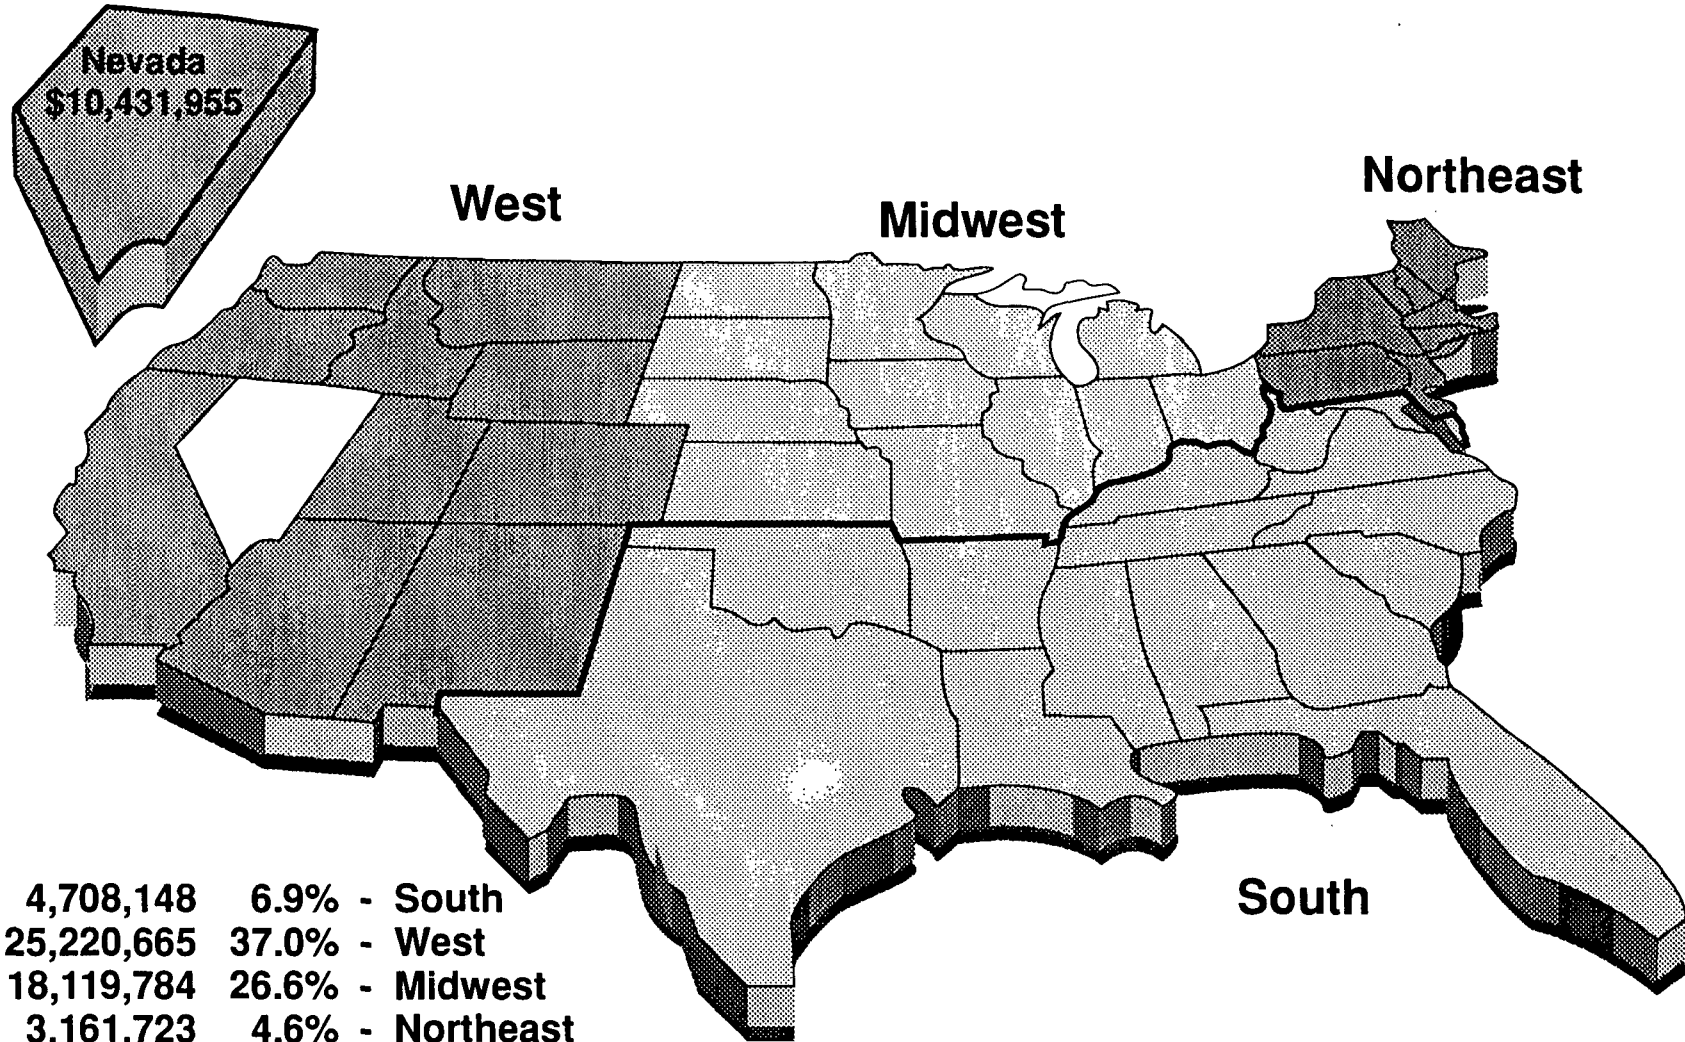 Nevada
$10,431,955
West
Midwest
Northeast
South
4,708,148 6.9% - South
25,220,665 37.0% - West
18,119,784 26.6% - Midwest
3,161,723 4.6% - Northeast